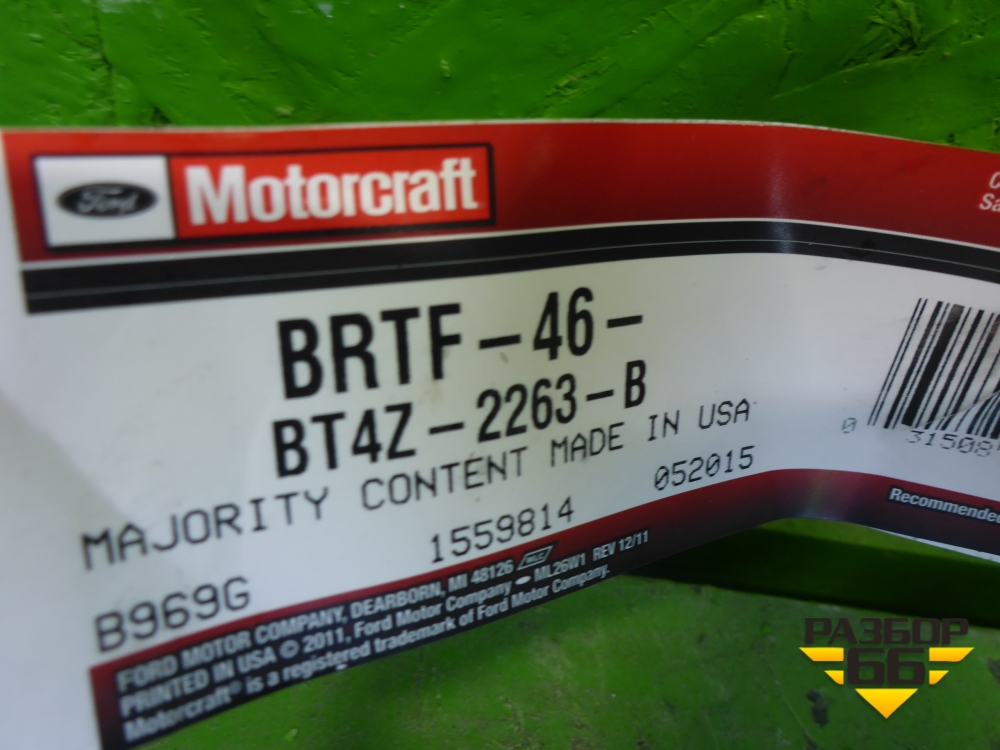 Ford
Motorcraft
BRTF-46-
BT4Z-2263-B
MAJORITY CONTENT MADE IN USA
1559814 052015
B969G
0 31508
Recommended
FORD MOTOR COMPANY, DEARBORN, MI 48126
PRINTED IN USA © 2011, Ford Motor Company - ML26W1 REV 12/11
Motorcraft® is a registered trademark of Ford Motor Company.
РАЗБОР
66